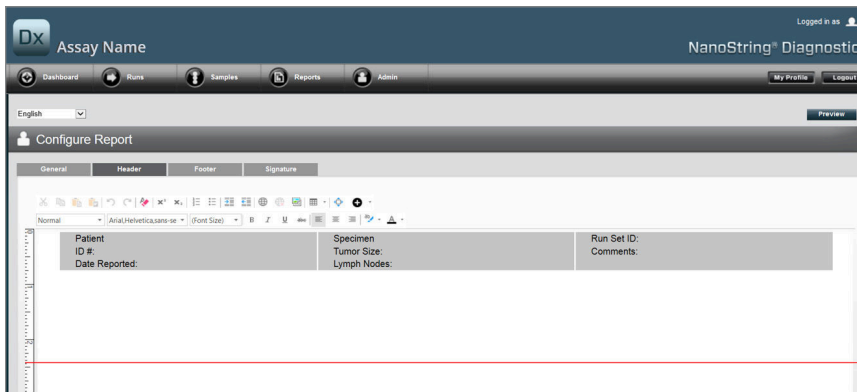 Logged in as
Dx
Assay Name
NanoString® Diagnostic
Dashboard
Runs
Samples
Reports
Admin
My Profile
Logout
English
Preview
Configure Report
General
Header
Footer
Signature
Normal
Arial,Helvetica,sans-se
(Font Size)
B I U abc
A
Patient
Specimen
Run Set ID:
ID #:
Tumor Size:
Comments:
Date Reported:
Lymph Nodes: